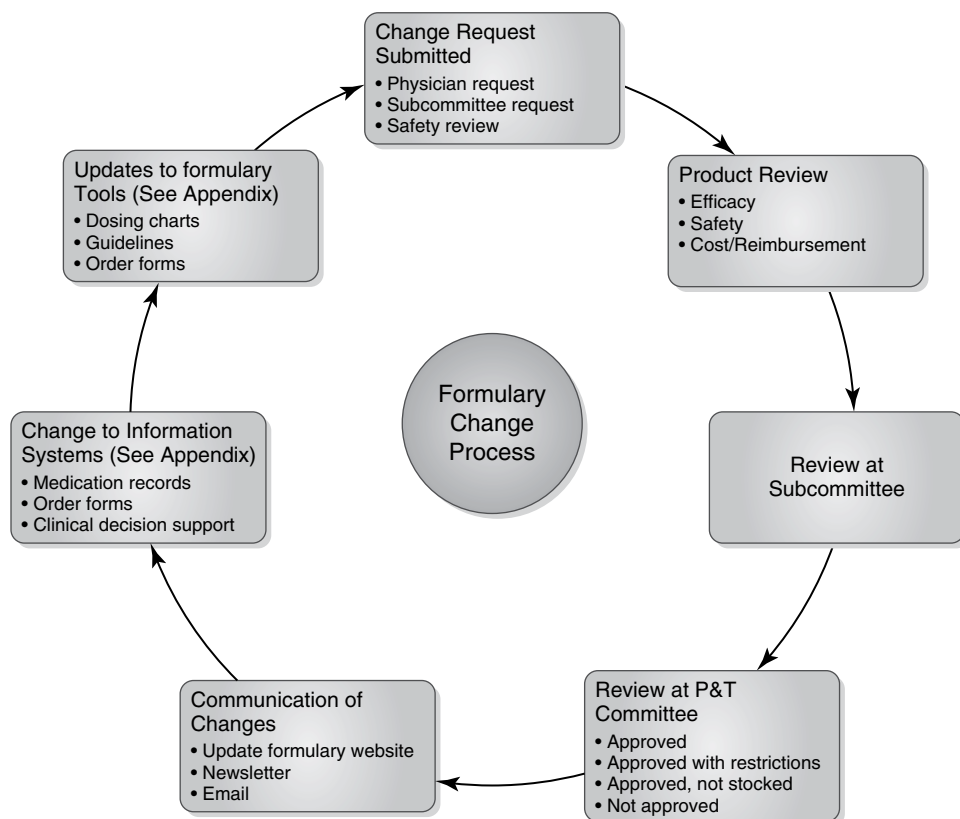 Change Request
Submitted
• Physician request
• Subcommittee request
• Safety review
Product Review
• Efficacy
• Safety
• Cost/Reimbursement
Review at
Subcommittee
Review at P&T
Committee
• Approved
• Approved with restrictions
• Approved, not stocked
• Not approved
Communication of
Changes
• Update formulary website
• Newsletter
• Email
Change to Information
Systems (See Appendix)
• Medication records
• Order forms
• Clinical decision support
Updates to formulary
Tools (See Appendix)
• Dosing charts
• Guidelines
• Order forms
Formulary
Change
Process